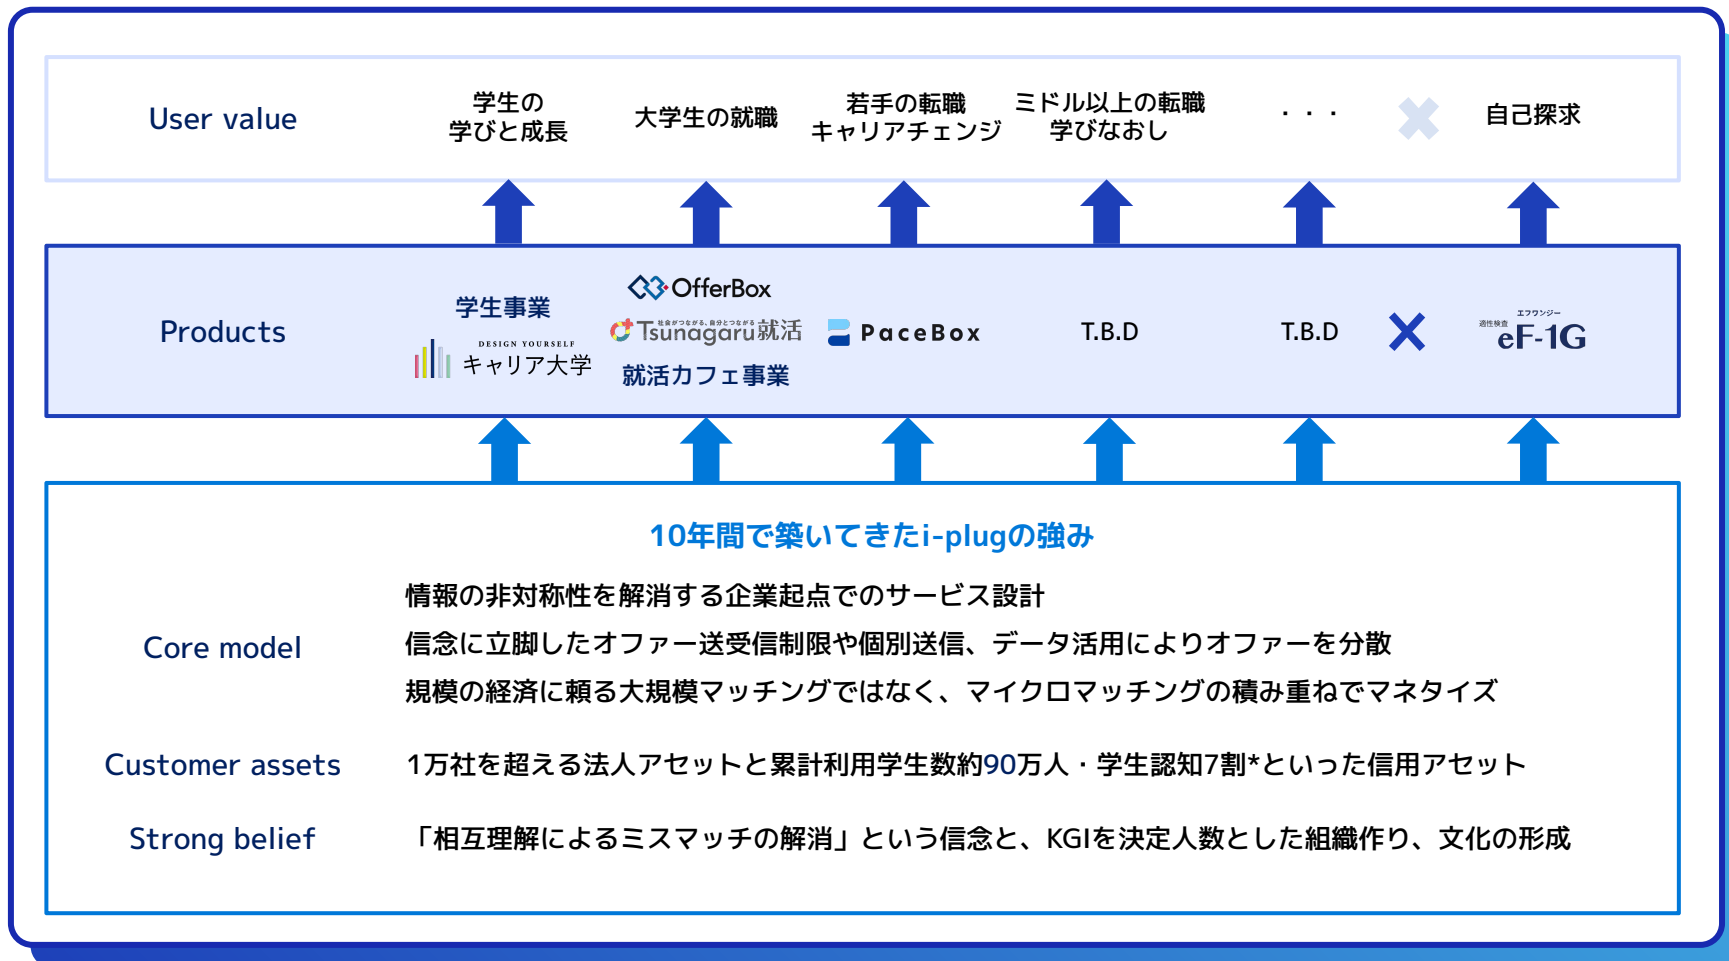 User value
学生の
学びと成長
大学生の就職
若手の転職
キャリアチェンジ
ミドル以上の転職
学びなおし
・・・
自己探求
Products
学生事業
DESIGN YOURSELF
キャリア大学
OfferBox
社会がつながる、自分とつながる
Tsunagaru就活
就活カフェ事業
PaceBox
T.B.D
T.B.D
エフワンジー
適性検査 eF-1G
10年間で築いてきたi-plugの強み
Core model
情報の非対称性を解消する企業起点でのサービス設計
信念に立脚したオファー送受信制限や個別送信、データ活用によりオファーを分散
規模の経済に頼る大規模マッチングではなく、マイクロマッチングの積み重ねでマネタイズ
Customer assets
1万社を超える法人アセットと累計利用学生数約90万人・学生認知7割*といった信用アセット
Strong belief
「相互理解によるミスマッチの解消」という信念と、KGIを決定人数とした組織作り、文化の形成